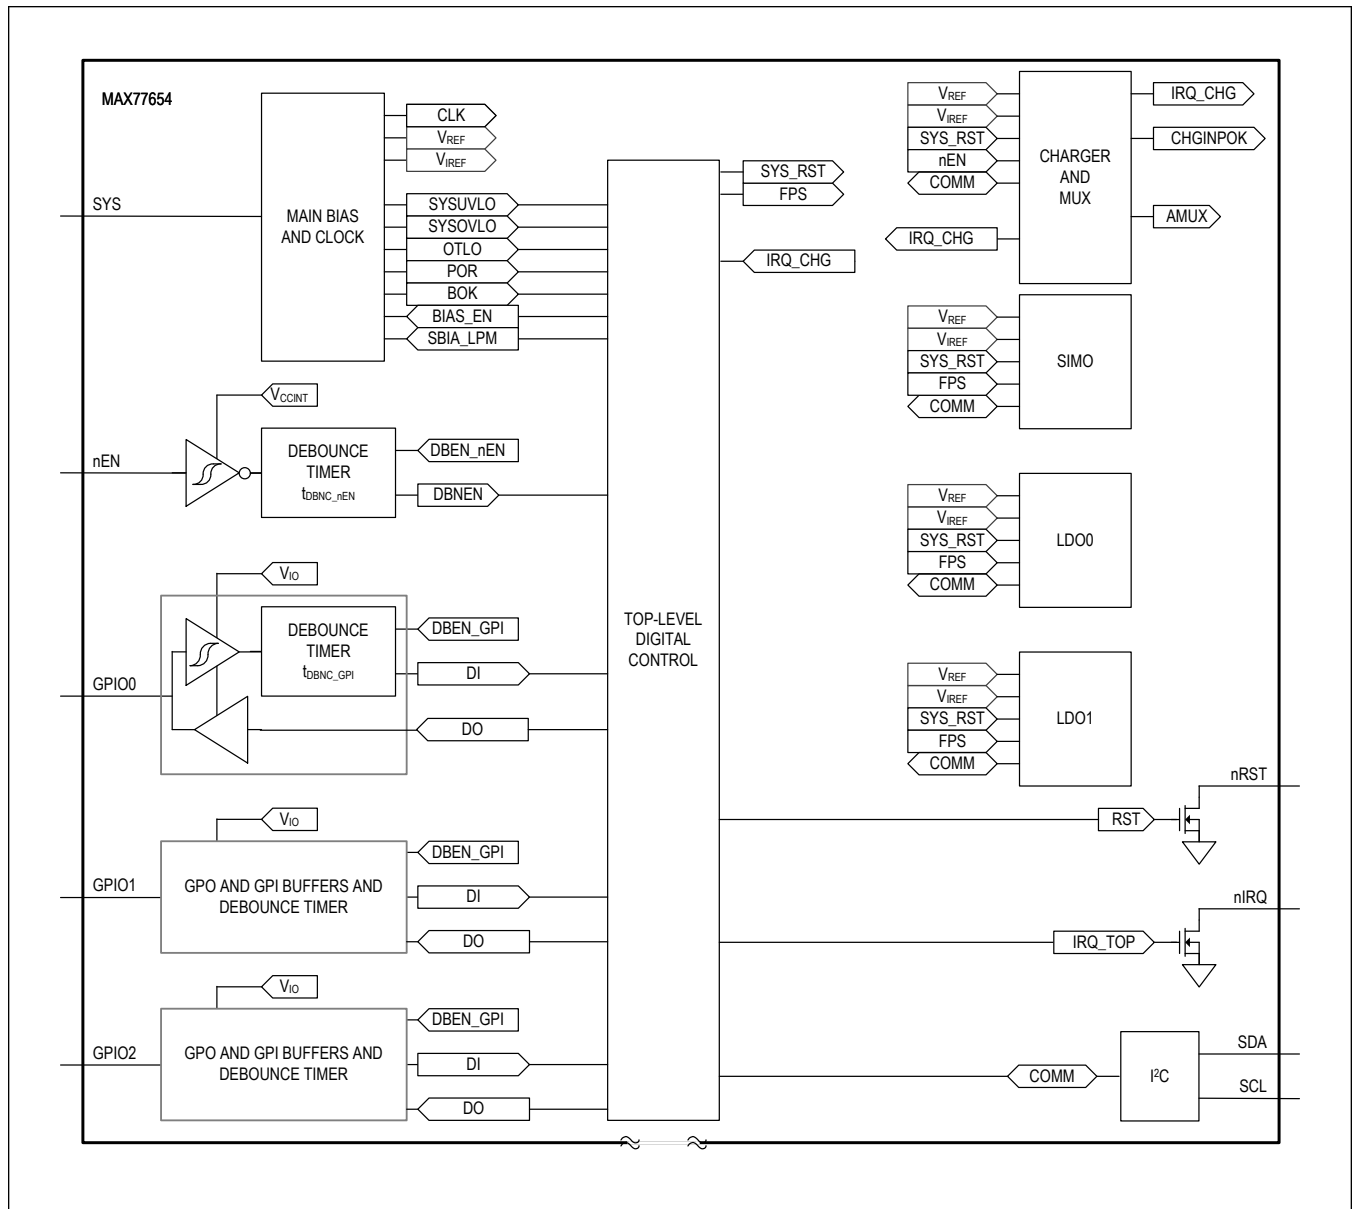 MAX77654
SYS
MAIN BIAS
AND CLOCK
CLK
VREF
VIREF
SYSUVLO
SYSOVLO
OTLO
POR
BOK
BIAS_EN
SBIA_LPM
VCCINT
nEN
DEBOUNCE
TIMER
tDBNC_nEN
DBEN_nEN
DBNEN
VIO
GPIO0
DEBOUNCE
TIMER
tDBNC_GPI
DBEN_GPI
DI
DO
VIO
GPIO1
GPO AND GPI BUFFERS AND
DEBOUNCE TIMER
DBEN_GPI
DI
DO
VIO
GPIO2
GPO AND GPI BUFFERS AND
DEBOUNCE TIMER
DBEN_GPI
DI
DO
TOP-LEVEL
DIGITAL
CONTROL
SYS_RST
FPS
IRQ_CHG
VREF
VIREF
SYS_RST
nEN
COMM
IRQ_CHG
CHARGER
AND
MUX
IRQ_CHG
CHGINPOK
AMUX
VREF
VIREF
SYS_RST
FPS
COMM
SIMO
VREF
VIREF
SYS_RST
FPS
COMM
LDO0
VREF
VIREF
SYS_RST
FPS
COMM
LDO1
RST
nRST
IRQ_TOP
nIRQ
COMM
I²C
SDA
SCL